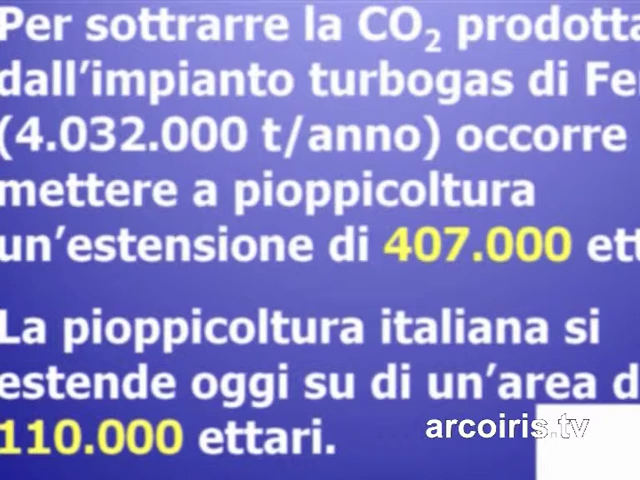 Per sottrarre la CO2 prodotta
dall'impianto turbogas di
(4.032.000 t/anno) occorre
mettere a pioppicoltura
un'estensione di 407.000
La pioppicoltura italiana si
estende oggi su di un'area
110.000 ettari.
arcoiris.tv